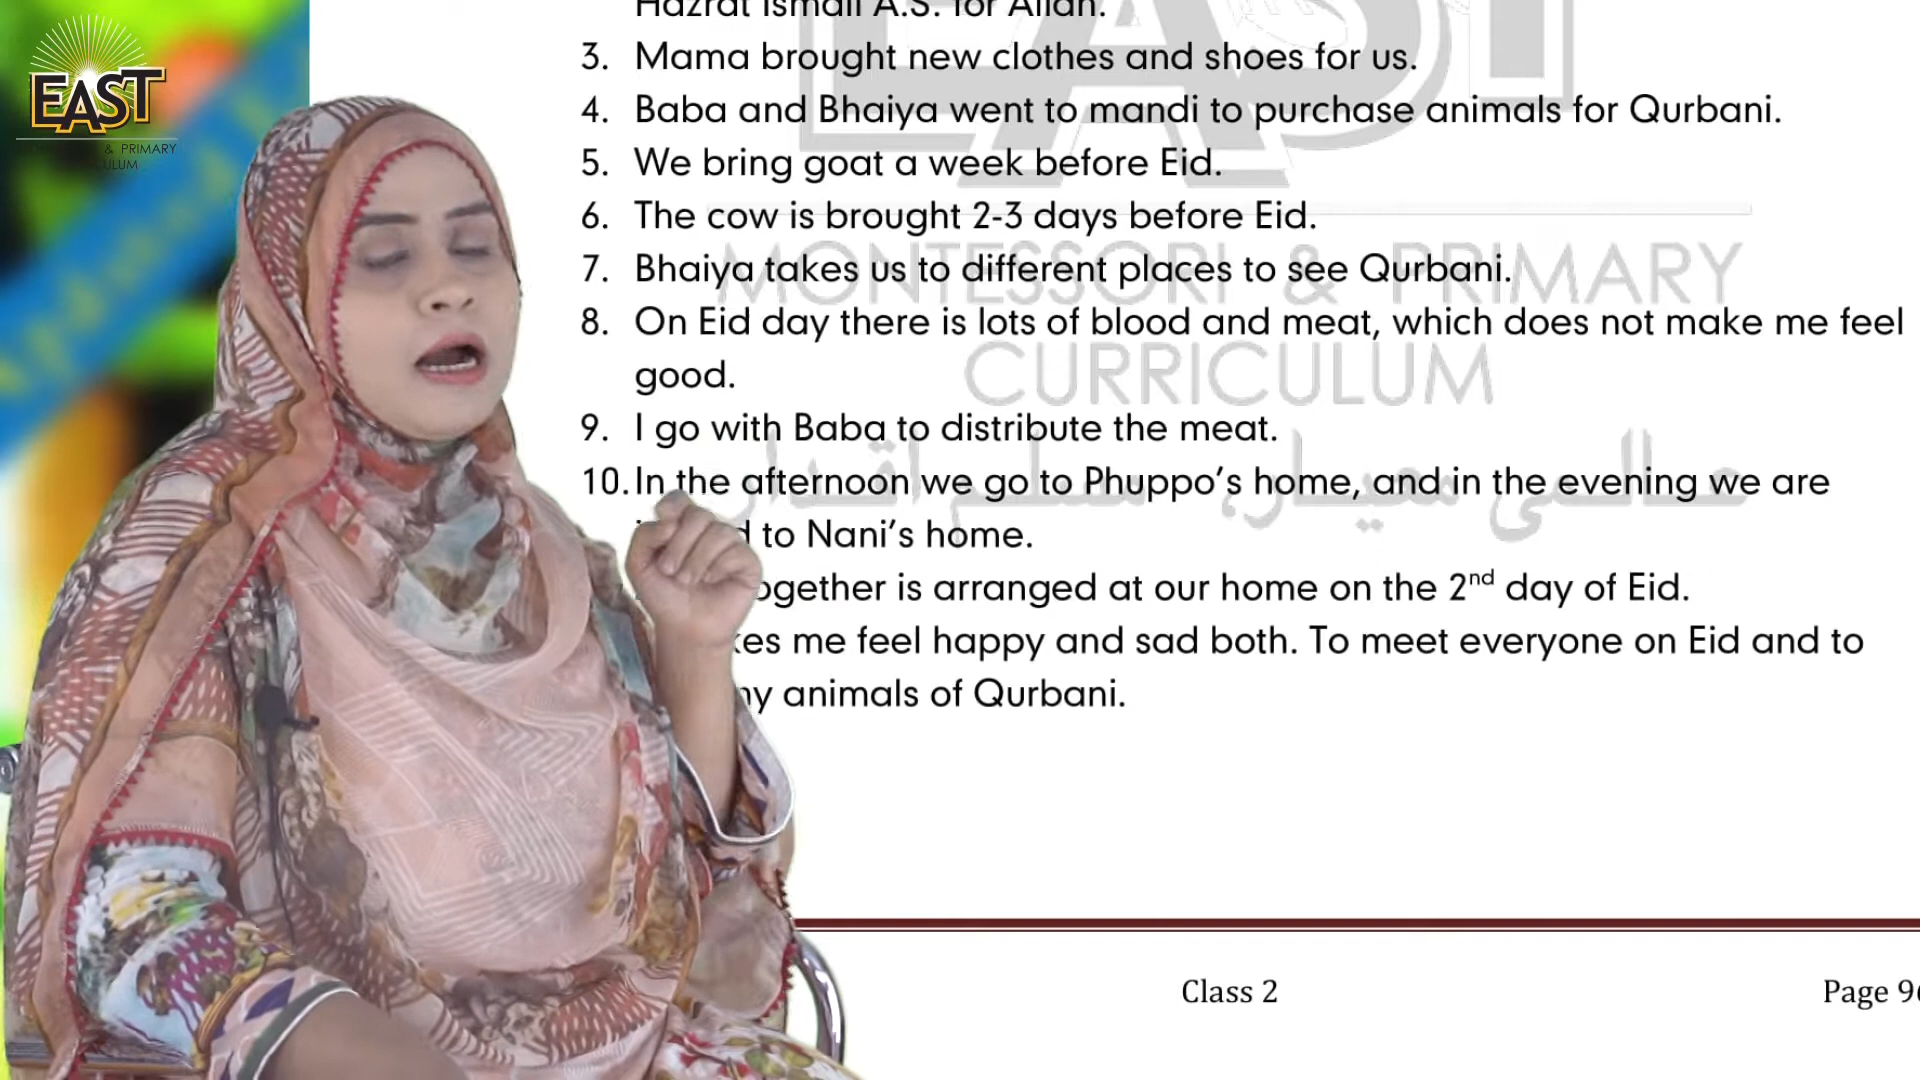 EAST
& PRIMARY
Hazrat Ismail A.S. for Allah.
3. Mama brought new clothes and shoes for us.
4. Baba and Bhaiya went to mandi to purchase animals for Qurbani.
5. We bring goat a week before Eid.
6. The cow is brought 2-3 days before Eid.
7. Bhaiya takes us to different places to see Qurbani.
8. On Eid day there is lots of blood and meat, which does not make me feel
good.
9. I go with Baba to distribute the meat.
10. In the afternoon we go to Phuppo’s home, and in the evening we are
to Nani’s home.
is arranged at our home on the 2nd day of Eid.
me feel happy and sad both. To meet everyone on Eid and to
animals of Qurbani.
EAST
MONTESSORI & PRIMARY
CURRICULUM
عالمی معیار، مسلم اقدار
Class 2
Page